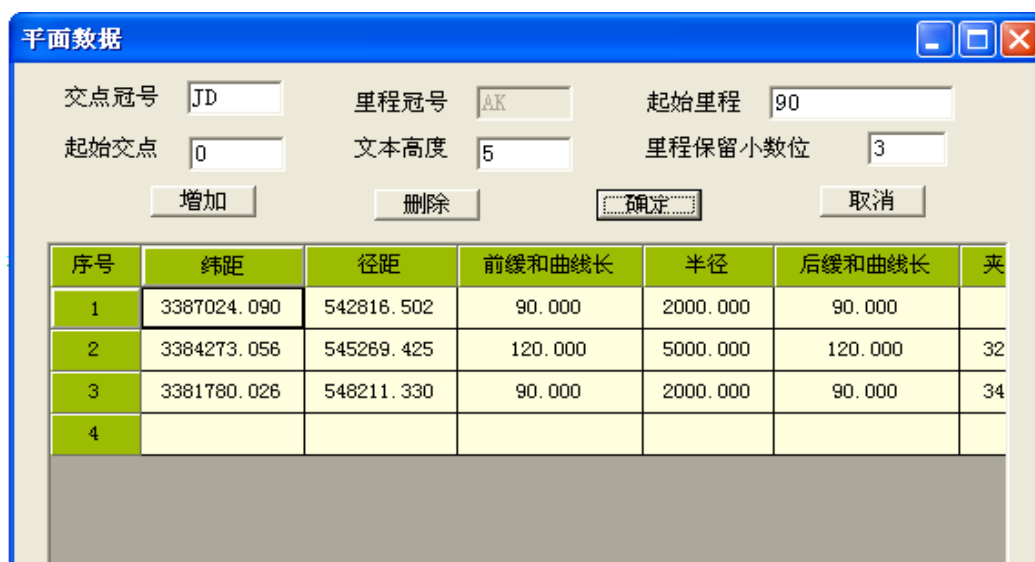 平面数据
交点冠号 JD 里程冠号 AK 起始里程 90
起始交点 0 文本高度 5 里程保留小数位 3
增加 删除 确定 取消
序号 纬距 径距 前缓和曲线长 半径 后缓和曲线长 夹
1 3387024.090 542816.502 90.000 2000.000 90.000
2 3384273.056 545269.425 120.000 5000.000 120.000 32
3 3381780.026 548211.330 90.000 2000.000 90.000 34
4